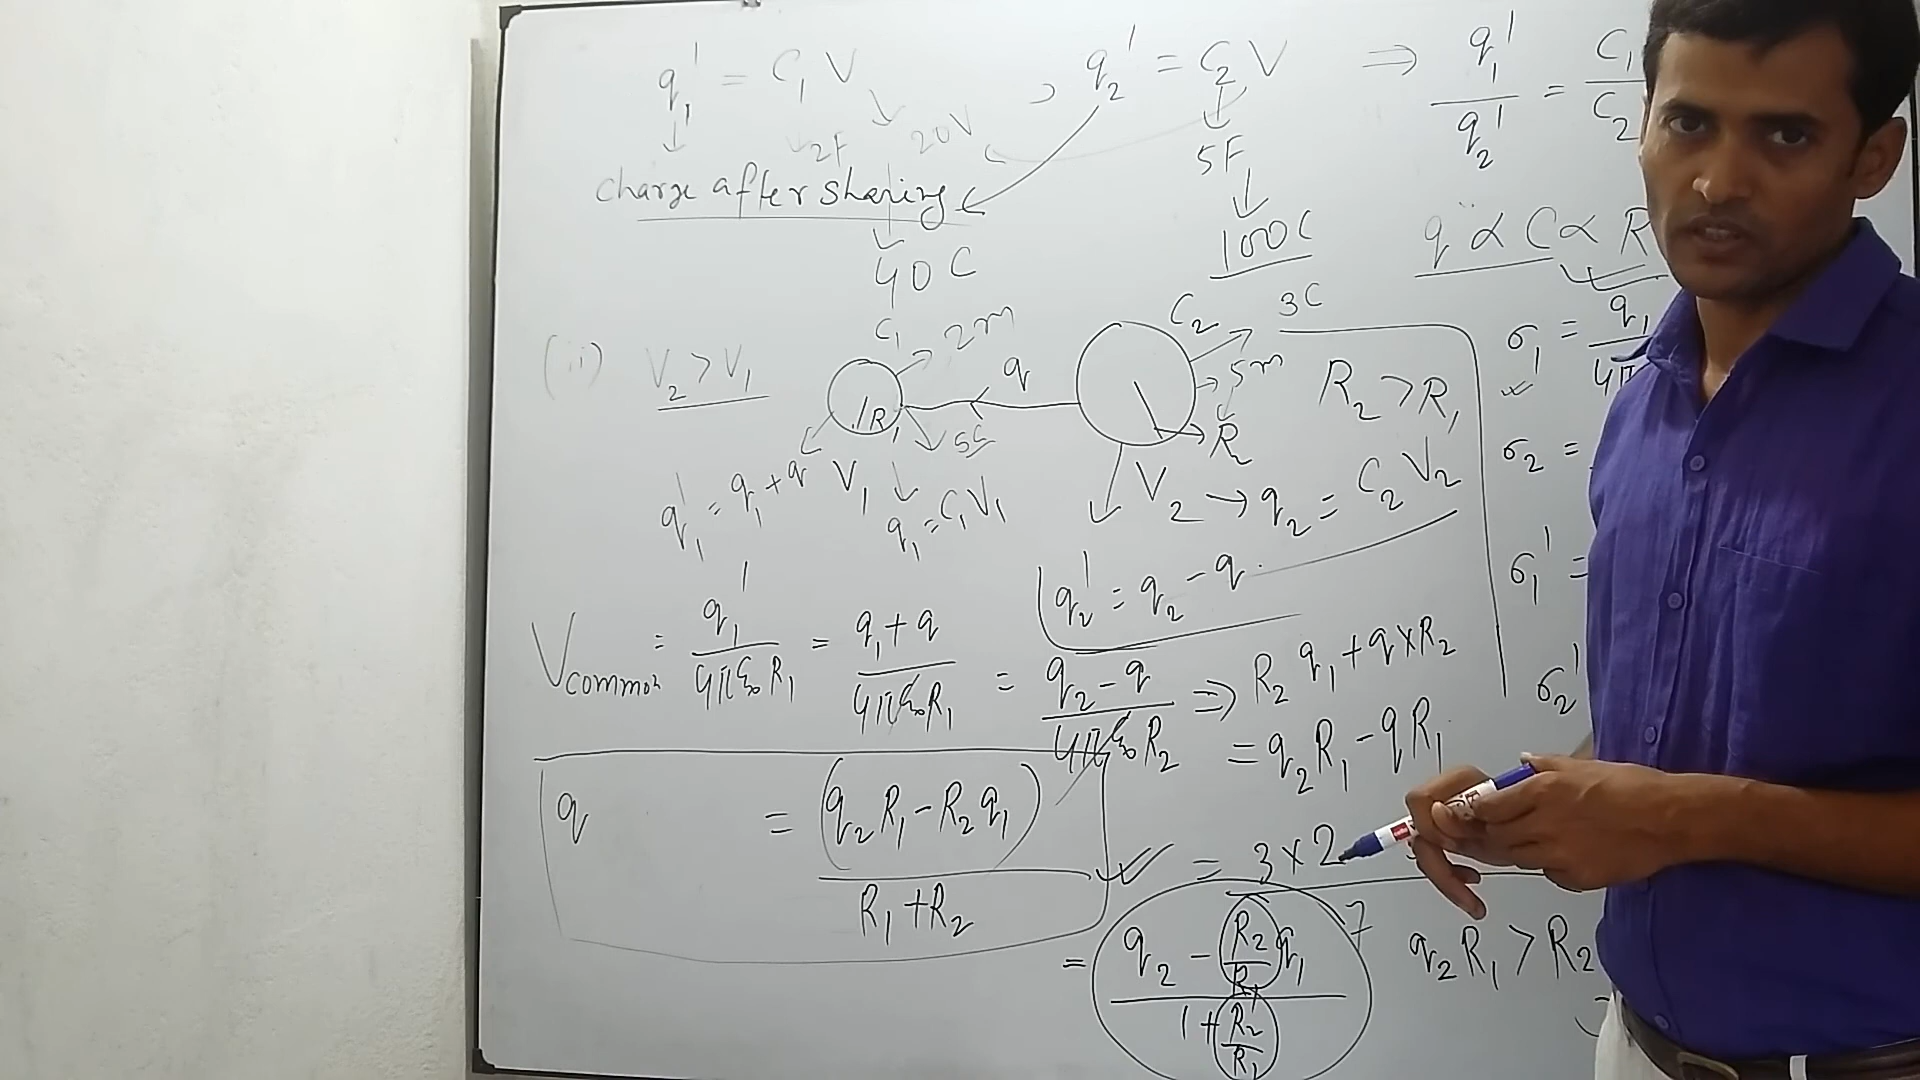 q₁' = C₁V , q₂' = C₂V ⇒ q₁'/q₂' = C₁/C₂
2F 20V 5F
charge after sharing
40C 100C q ∝ C ∝ R
(ii) V₂ > V₁ C₁ 2m q C₂ 3C 5m R₂ > R₁
R₁ 5C R₂
V₁ V₂ → q₂ = C₂V₂
q₁' = q₁ + q q₁ = C₁V₁
q₂' = q₂ - q
σ₁ = q₁/4π
σ₂ =
σ₁' =
σ₂'
Vcommon = q₁'/4πε₀R₁ = q₁+q/4πε₀R₁ = q₂-q/4πε₀R₂ ⇒ R₂q₁ + q×R₂
= q₂R₁ - qR₁
q = (q₂R₁ - R₂q₁)/R₁+R₂ = 3×2 /7
= q₂ - R₂/R₁ q₁ / 1 + R₂/R₂ q₂R₁ > R₂